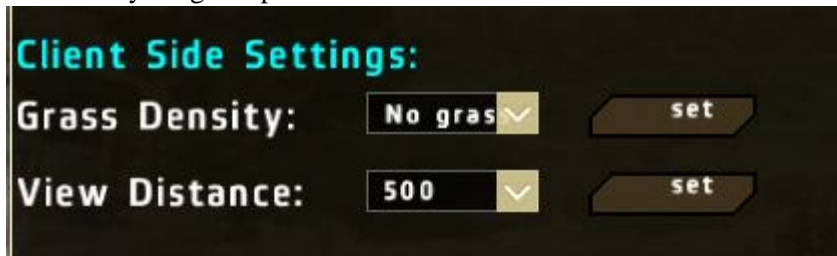 Client Side Settings:
Grass Density: No gras set
View Distance: 500 set